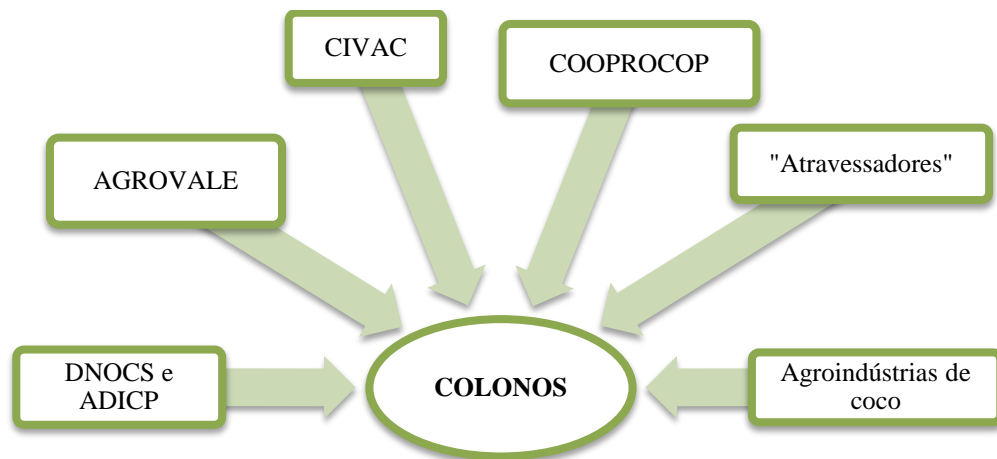 CIVAC
COOPROCOP
"Atravessadores"
AGROVALE
DNOCS e
ADICP
COLONOS
Agroindústrias de
coco